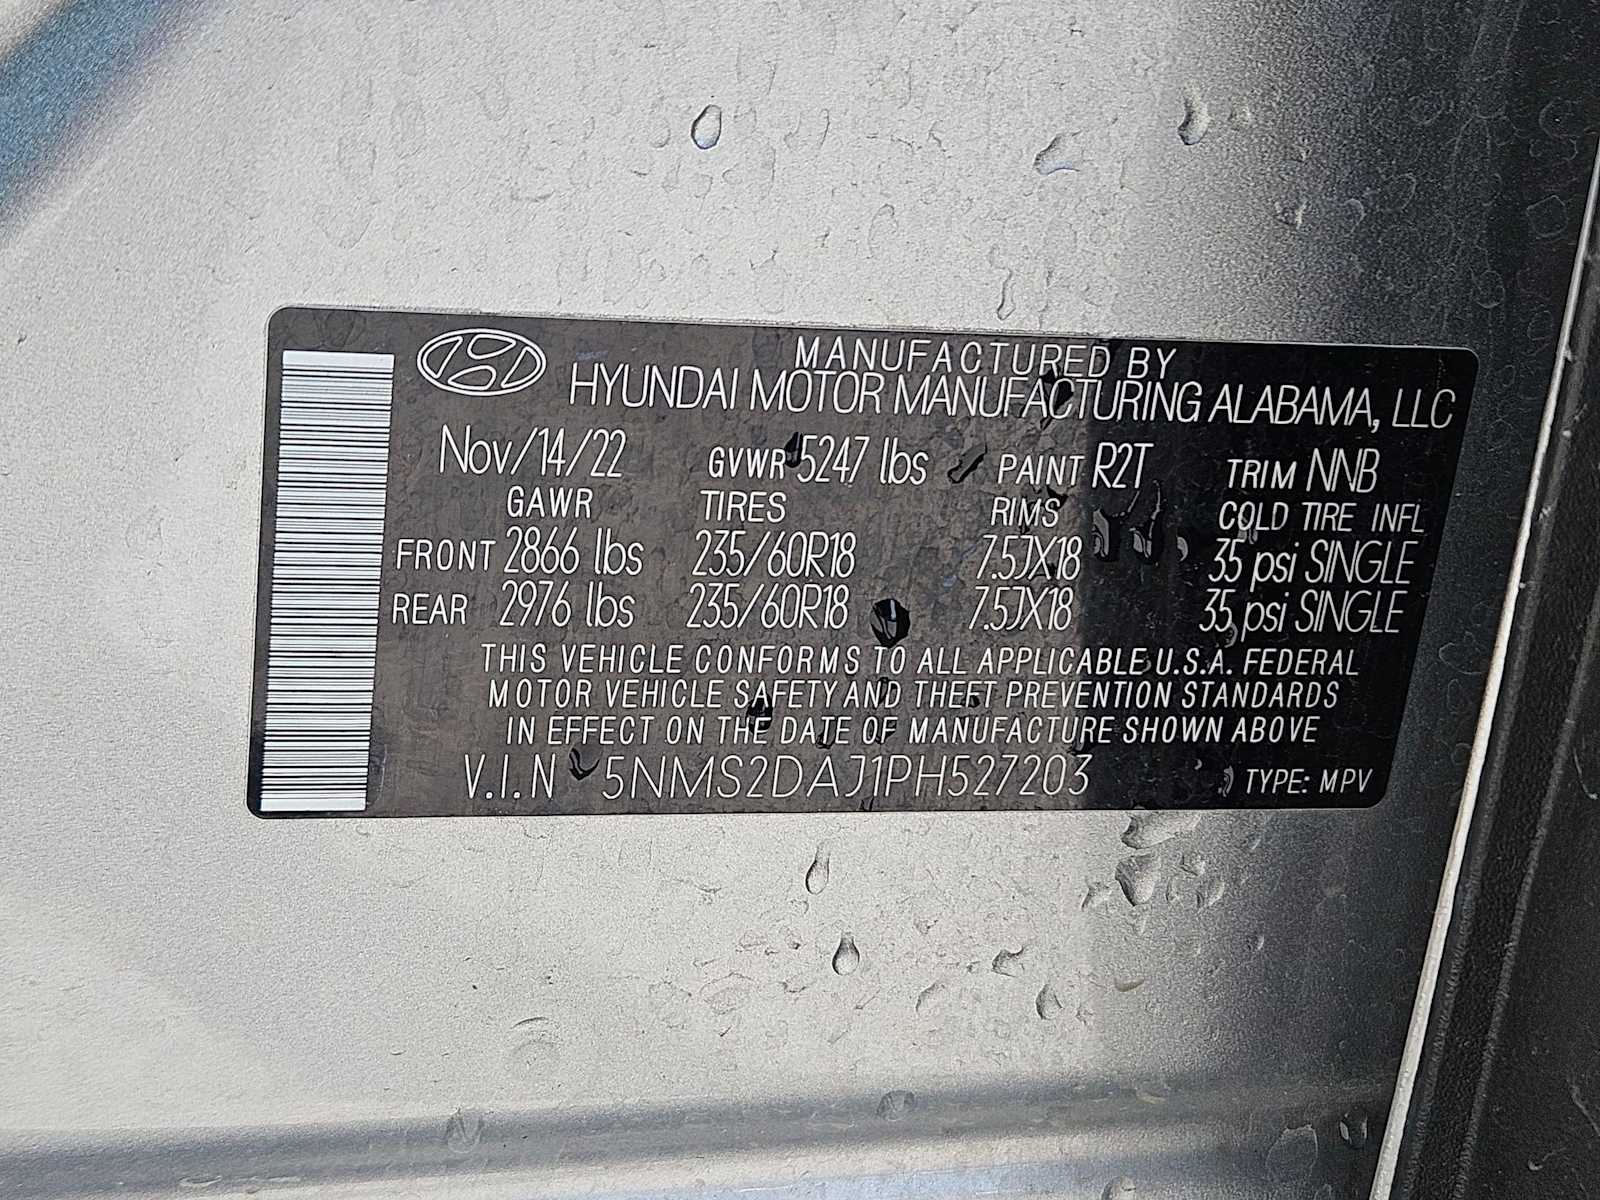 MANUFACTURED BY
HYUNDAI MOTOR MANUFACTURING ALABAMA, LLC
Nov/14/22 GVWR 5247 lbs PAINT R2T TRIM NNB
GAWR TIRES RIMS COLD TIRE INFL
FRONT 2866 lbs 235/60R18 7.5JX18 35 psi SINGLE
REAR 2976 lbs 235/60R18 7.5JX18 35 psi SINGLE
THIS VEHICLE CONFORMS TO ALL APPLICABLE U.S.A. FEDERAL
MOTOR VEHICLE SAFETY AND THEFT PREVENTION STANDARDS
IN EFFECT ON THE DATE OF MANUFACTURE SHOWN ABOVE
V.I.N 5NMS2DAJ1PH527203 TYPE: MPV